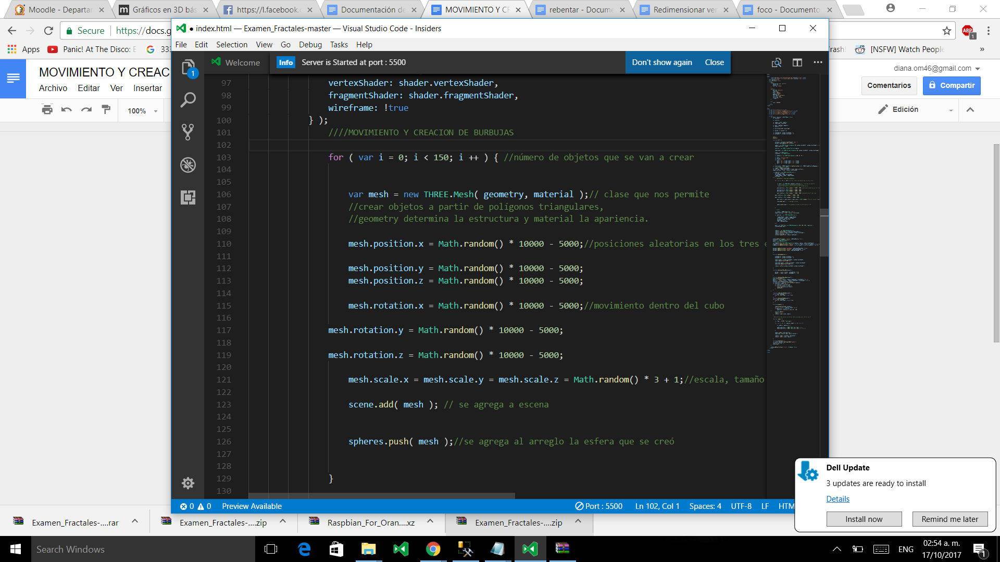 Moodle - Departar
Gráficos en 3D bás
https://l.facebook.c
Documentación de
MOVIMIENTO Y CF
rebentar - Docume
Redimensionar ver
foco - Documento
Secure
https://docs.g
Apps
Panic! At The Disco: E
333
rash!
[NSFW] Watch People
»
● index.html — Examen_Fractales-master — Visual Studio Code - Insiders
File Edit Selection View Go Debug Tasks Help
Welcome
Info Server is Started at port : 5500
Don't show again Close
1
MOVIMIENTO Y CREAC
Archivo Editar Ver Insertar
100%
diana.om46@gmail.com
Comentarios
Compartir
Edición
97 vertexShader: shader.vertexShader,
98 fragmentShader: shader.fragmentShader,
99 wireframe: !true
100 } );
101 ////MOVIMIENTO Y CREACION DE BURBUJAS
102
103 for ( var i = 0; i < 150; i ++ ) { //número de objetos que se van a crear
104
105
106 var mesh = new THREE.Mesh( geometry, material );// clase que nos permite
107 //crear objetos a partir de polígonos triangulares,
108 //geometry determina la estructura y material la apariencia.
109
110 mesh.position.x = Math.random() * 10000 - 5000;//posiciones aleatorias en los tres e
111
112 mesh.position.y = Math.random() * 10000 - 5000;
113 mesh.position.z = Math.random() * 10000 - 5000;
114
115 mesh.rotation.x = Math.random() * 10000 - 5000;//movimiento dentro del cubo
116
117 mesh.rotation.y = Math.random() * 10000 - 5000;
118
119 mesh.rotation.z = Math.random() * 10000 - 5000;
120
121 mesh.scale.x = mesh.scale.y = mesh.scale.z = Math.random() * 3 + 1;//escala, tamaño
122
123 scene.add( mesh ); // se agrega a escena
124
125
126 spheres.push( mesh );//se agrega al arreglo la esfera que se creó
127
128
129 }
130
0 0 Preview Available
Port : 5500 Ln 102, Col 1 Spaces: 4 UTF-8 LF HTM
Dell Update
3 updates are ready to install
Details
Install now
Remind me later
Examen_Fractales-....rar
Examen_Fractales-....zip
Raspbian_For_Oran....xz
Examen_Fractales-....zip
Search Windows
ENG
02:54 a. m.
17/10/2017
1
ABP
1